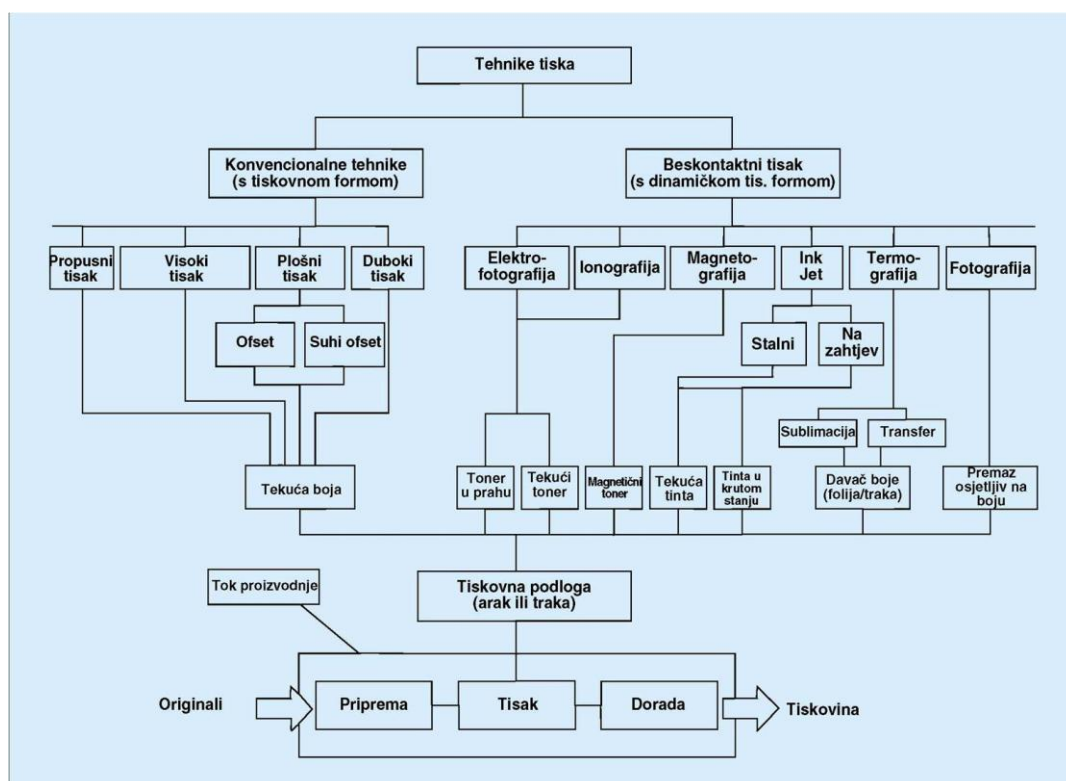 Tehnike tiska
Konvencionalne tehnike
(s tiskovnom formom)
Beskontaktni tisak
(s dinamičkom tis. formom)
Propusni
tisak
Visoki
tisak
Plošni
tisak
Duboki
tisak
Elektro-
fotografija
Ionografija
Magneto-
grafija
Ink
Jet
Termo-
grafija
Fotografija
Ofset
Suhi ofset
Stalni
Na
zahtjev
Sublimacija
Transfer
Tekuća boja
Toner
u prahu
Tekući
toner
Magnetični
toner
Tekuća
tinta
Tinta u
krutom
stanju
Davač boje
(folija/traka)
Premaz
osjetljiv na
boju
Tok proizvodnje
Tiskovna podloga
(arak ili traka)
Originali
Priprema
Tisak
Dorada
Tiskovina